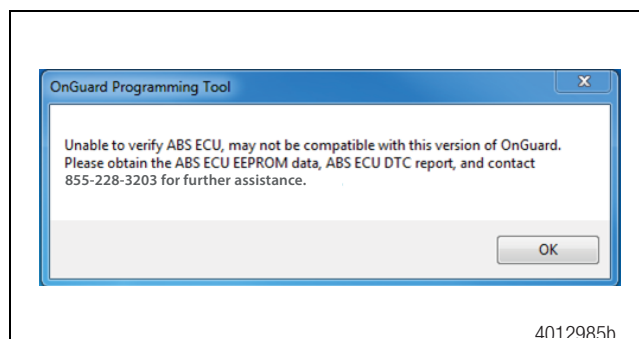 OnGuard Programming Tool
Unable to verify ABS ECU, may not be compatible with this version of OnGuard.
Please obtain the ABS ECU EEPROM data, ABS ECU DTC report, and contact
855-228-3203 for further assistance.
OK
4012985b